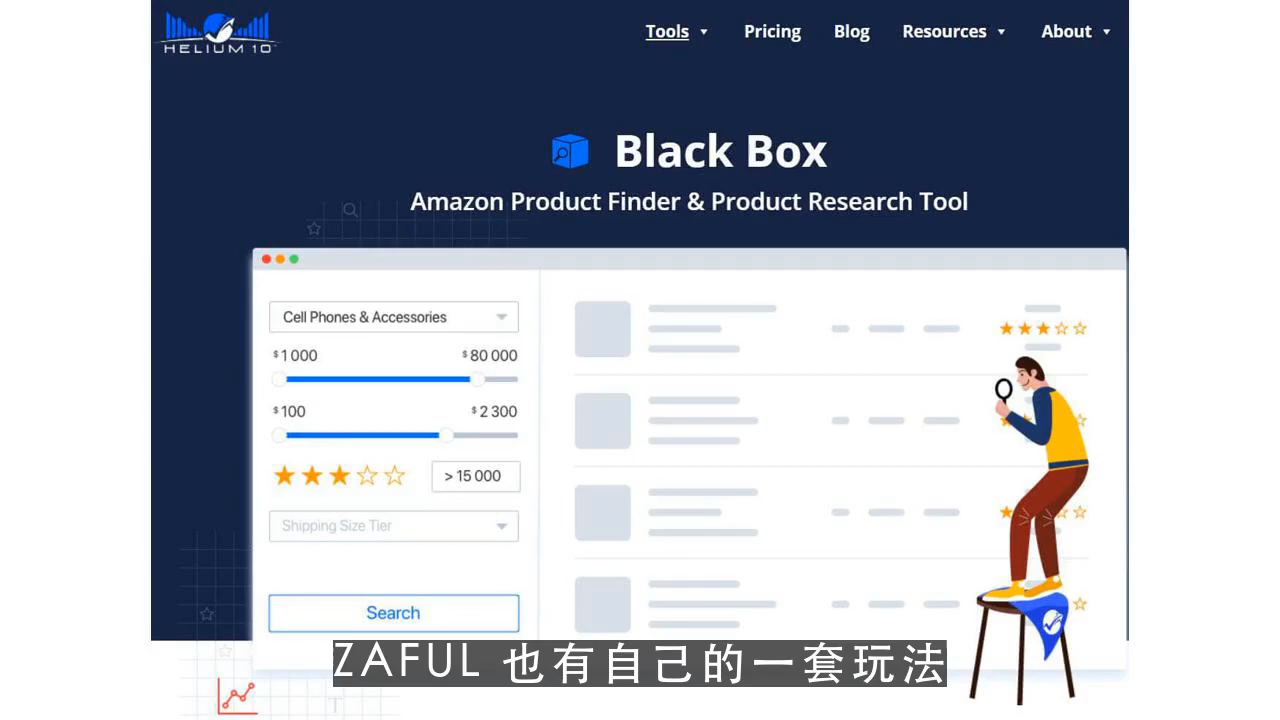 HELIUM 10
Tools Pricing Blog Resources About
Black Box
Amazon Product Finder & Product Research Tool
Cell Phones & Accessories
$1 000 $80 000
$100 $2 300
> 15 000
Shipping Size Tier
Search
ZAFUL 也有自己的一套玩法